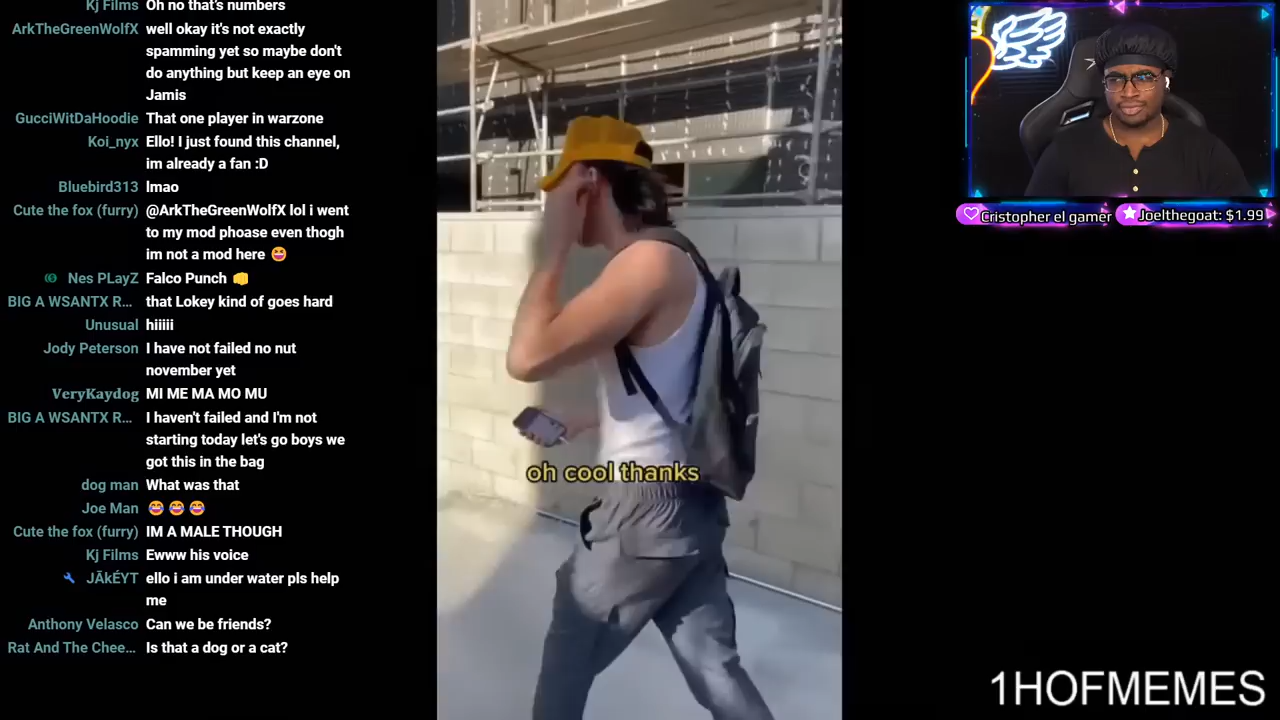 Kj Films Oh no that's numbers
ArkTheGreenWolfX well okay it's not exactly
spamming yet so maybe don't
do anything but keep an eye on
Jamis
GucciWitDaHoodie That one player in warzone
Koi_nyx Ello! I just found this channel,
im already a fan :D
Bluebird313 lmao
Cute the fox (furry) @ArkTheGreenWolfX lol i went
to my mod phoase even thogh
im not a mod here 😆
Nes PLayZ Falco Punch 👊
BIG A WSANTX R... that Lokey kind of goes hard
Unusual hiiiii
Jody Peterson I have not failed no nut
november yet
VeryKaydog MI ME MA MO MU
BIG A WSANTX R... I haven't failed and I'm not
starting today let's go boys we
got this in the bag
dog man What was that
Joe Man 😂 😂 😂
Cute the fox (furry) IM A MALE THOUGH
Kj Films Ewww his voice
JÃkÉYT ello i am under water pls help
me
Anthony Velasco Can we be friends?
Rat And The Chee... Is that a dog or a cat?
oh cool thanks
Cristopher el gamer Joelthegoat: $1.99
1HOFMEMES